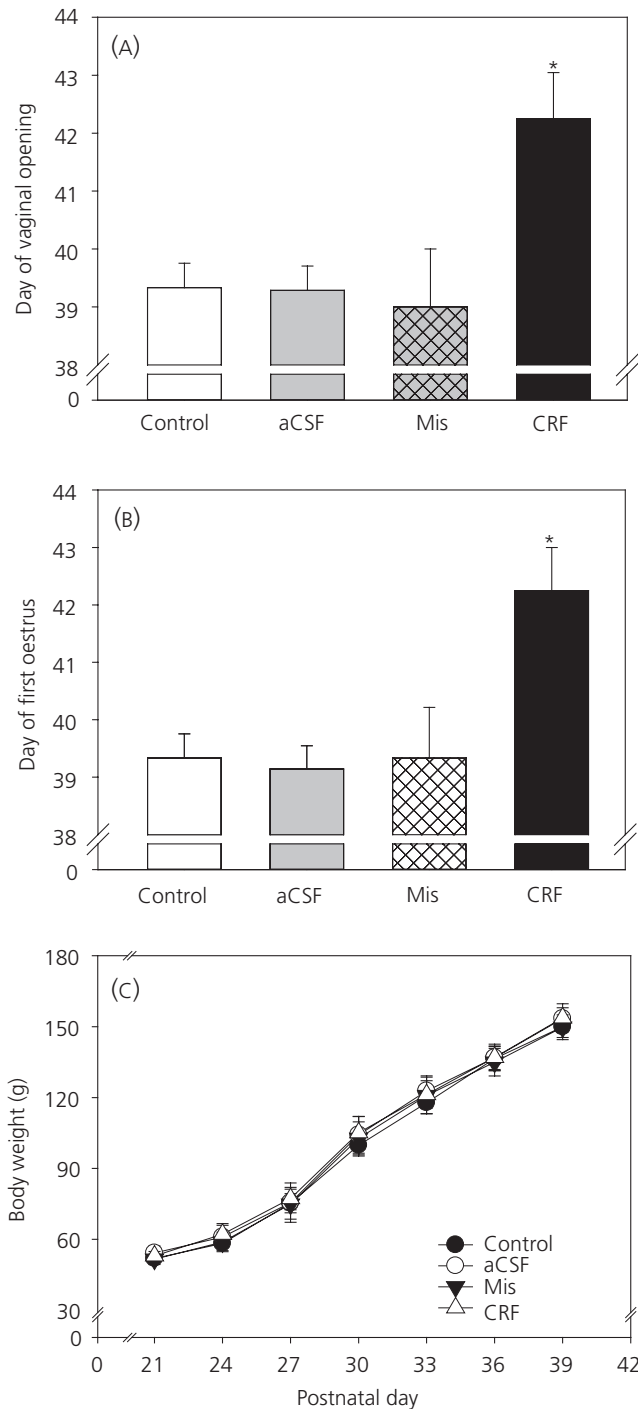 (A)
Day of vaginal opening
44
43
42
41
40
39
38
0
*
Control aCSF Mis CRF
(B)
Day of first oestrus
44
43
42
41
40
39
38
0
*
Control aCSF Mis CRF
(C)
Body weight (g)
180
150
120
90
60
30
0
Control
aCSF
Mis
CRF
0 21 24 27 30 33 36 39 42
Postnatal day